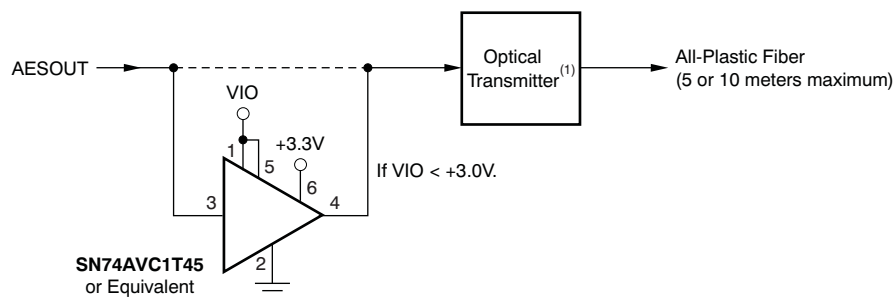 AESOUT
Optical
Transmitter(1)
All-Plastic Fiber
(5 or 10 meters maximum)
VIO
+3.3V
1
5
6
If VIO < +3.0V.
3
4
2
SN74AVC1T45
or Equivalent